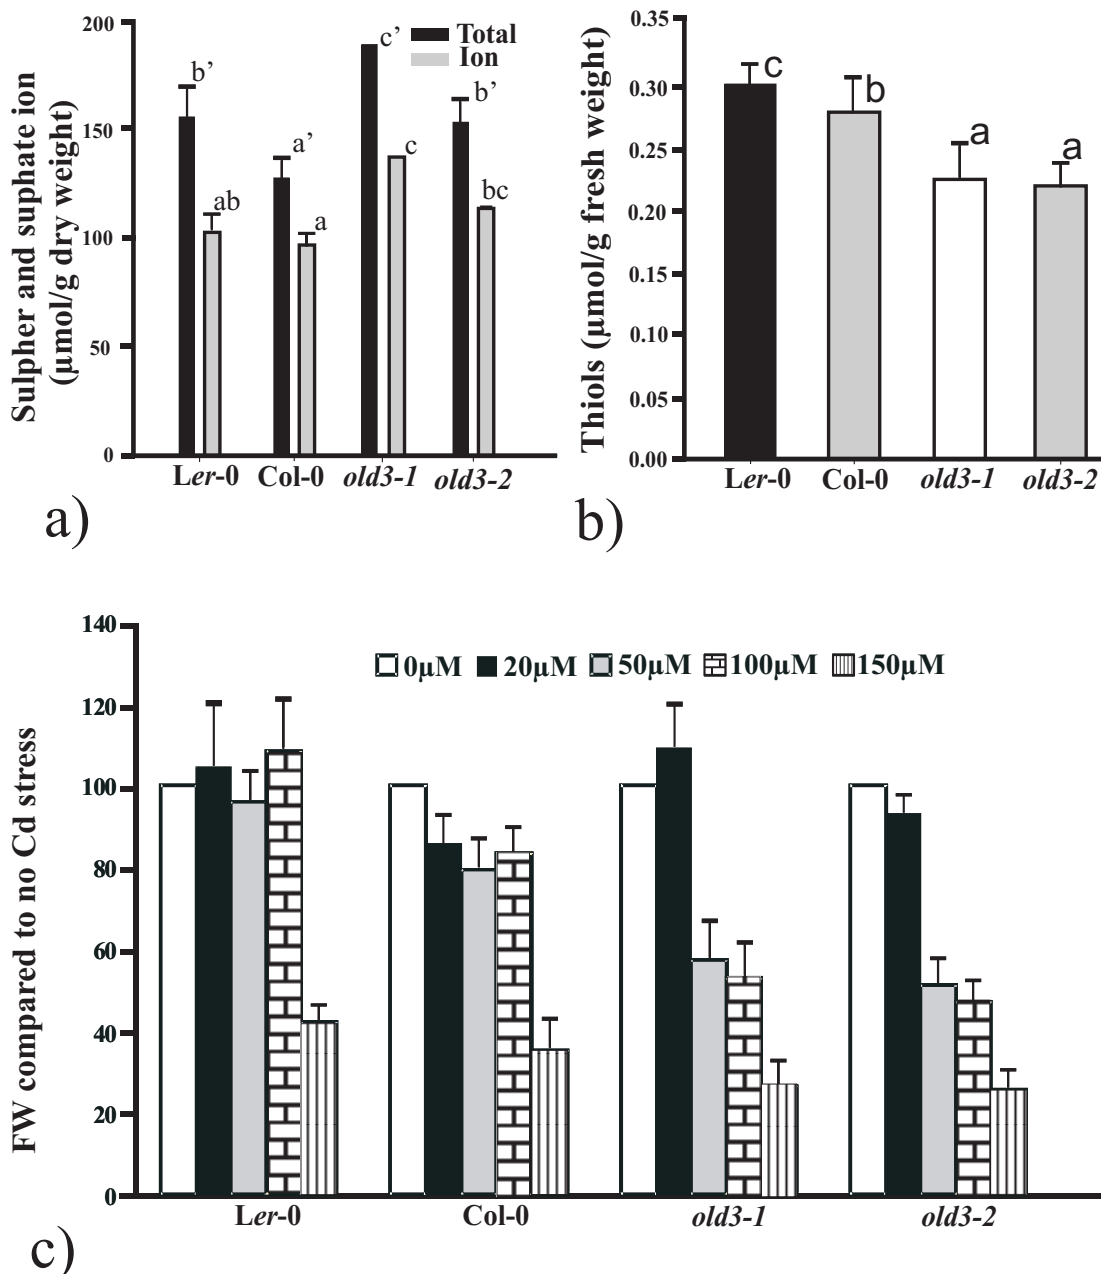 Sulpher and suphate ion
(µmol/g dry weight)
200
150
100
50
0
Total
Ion
b’
ab
a’
a
c’
c
b’
bc
Ler-0 Col-0 old3-1 old3-2
a)
Thiols (µmol/g fresh weight)
0.35
0.30
0.25
0.20
0.15
0.10
0.05
0.00
c
b
a
a
Ler-0 Col-0 old3-1 old3-2
b)
FW compared to no Cd stress
140
120
100
80
60
40
20
0
0µM 20µM 50µM 100µM 150µM
Ler-0 Col-0 old3-1 old3-2
c)